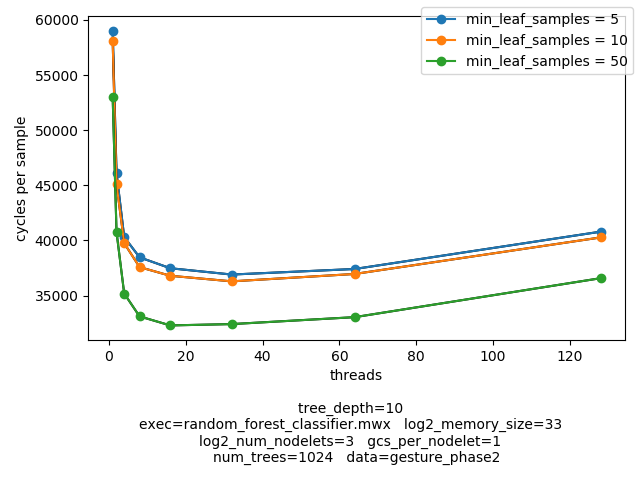 60000
55000
50000
45000
40000
35000
cycles per sample
min_leaf_samples = 5
min_leaf_samples = 10
min_leaf_samples = 50
0 20 40 60 80 100 120
threads
tree_depth=10
exec=random_forest_classifier.mwx log2_memory_size=33
log2_num_nodelets=3 gcs_per_nodelet=1
num_trees=1024 data=gesture_phase2